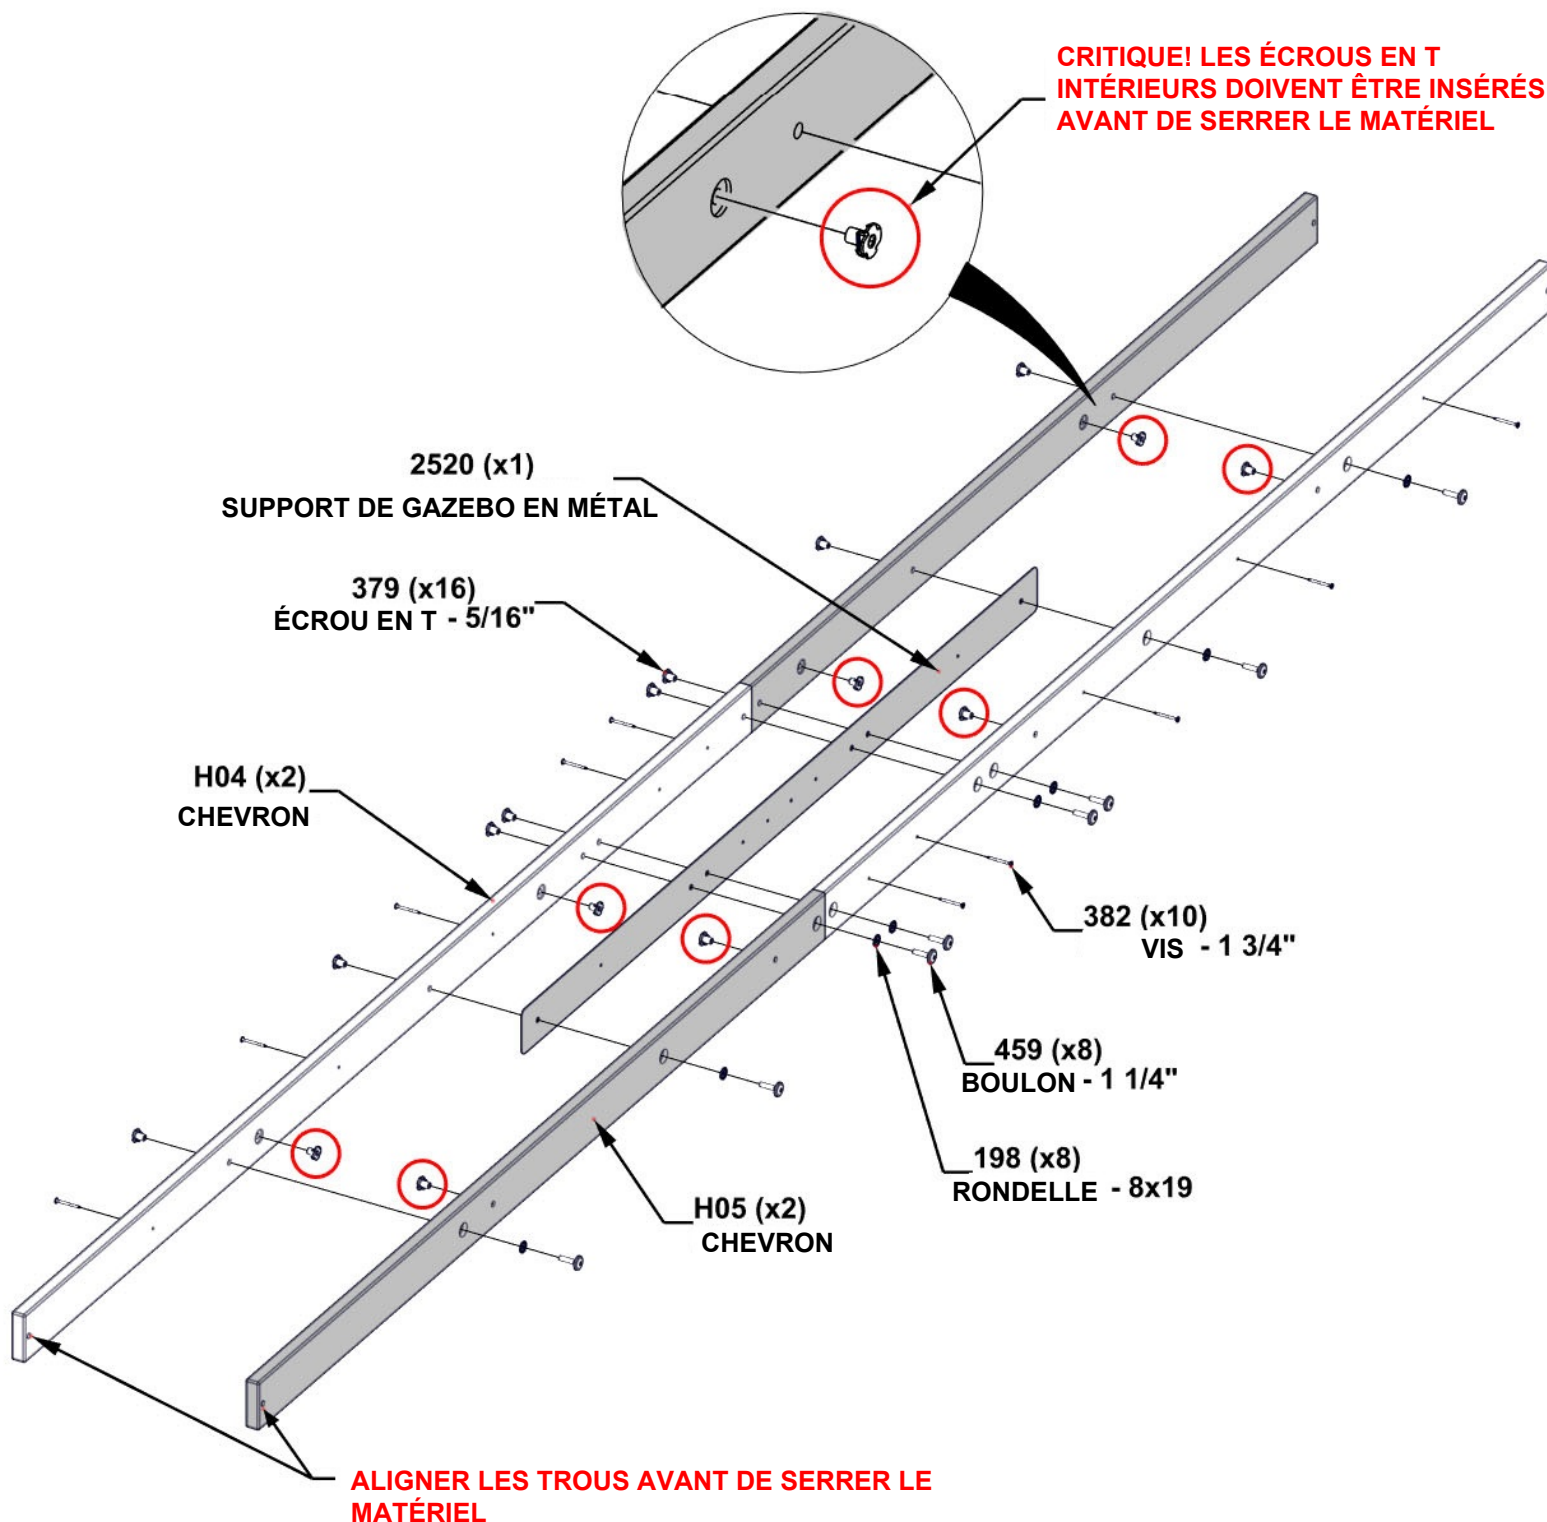 CRITIQUE! LES ÉCROUS EN T
INTÉRIEURS DOIVENT ÊTRE INSÉRÉS
AVANT DE SERRER LE MATÉRIEL
2520 (x1)
SUPPORT DE GAZEBO EN MÉTAL
379 (x16)
ÉCROU EN T - 5/16"
H04 (x2)
CHEVRON
382 (x10)
VIS - 1 3/4"
459 (x8)
BOULON - 1 1/4"
198 (x8)
RONDELLE - 8x19
H05 (x2)
CHEVRON
ALIGNER LES TROUS AVANT DE SERRER LE
MATÉRIEL